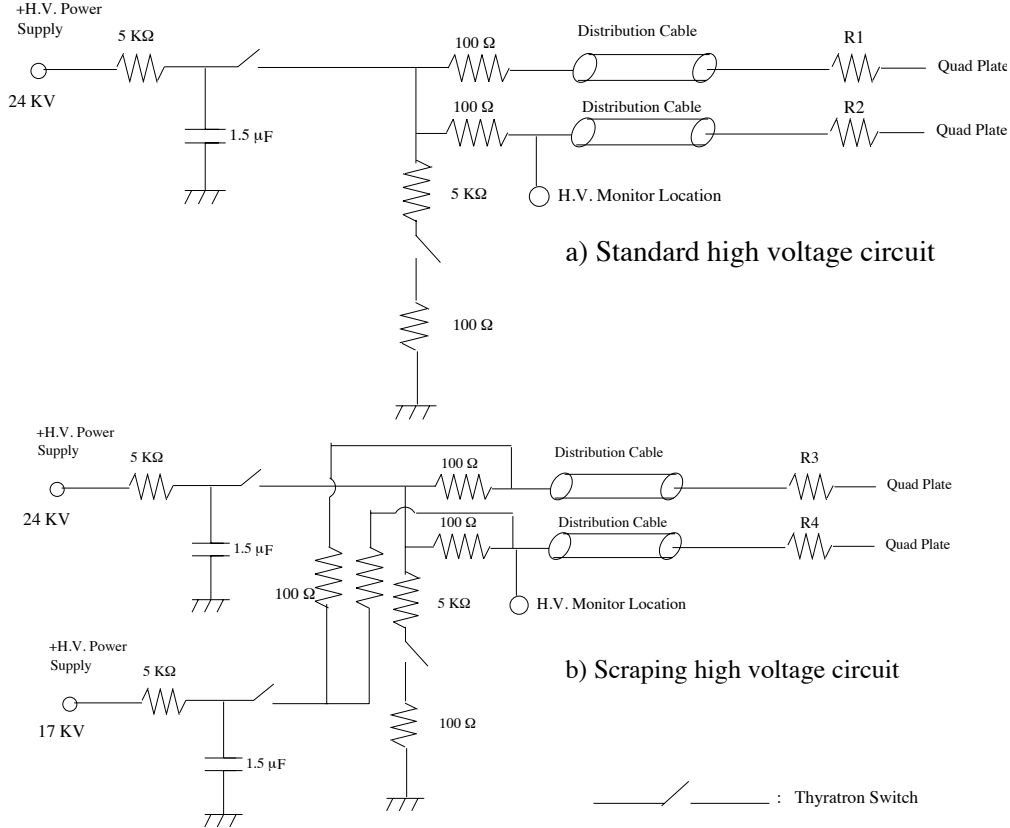 +H.V. Power
Supply
5 KΩ
24 KV
1.5 µF
100 Ω
Distribution Cable
R1
Quad Plate
100 Ω
Distribution Cable
R2
Quad Plate
5 KΩ
H.V. Monitor Location
a) Standard high voltage circuit
100 Ω
+H.V. Power
Supply
5 KΩ
24 KV
1.5 µF
100 Ω
Distribution Cable
R3
Quad Plate
100 Ω
Distribution Cable
R4
Quad Plate
100 Ω
5 KΩ
H.V. Monitor Location
+H.V. Power
Supply
5 KΩ
17 KV
1.5 µF
b) Scraping high voltage circuit
100 Ω
: Thyratron Switch